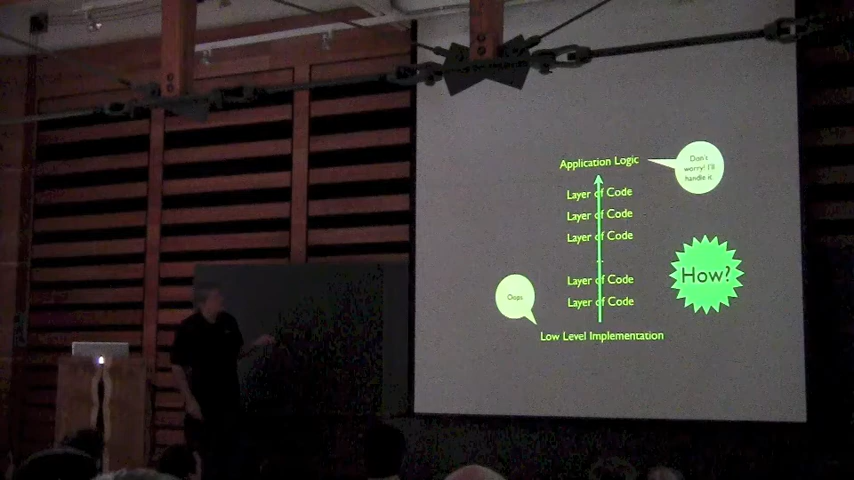 Application Logic
Don't
worry! I'll
handle it
Layer of Code
Layer of Code
Layer of Code
Layer of Code
How?
Oops
Layer of Code
Low Level Implementation